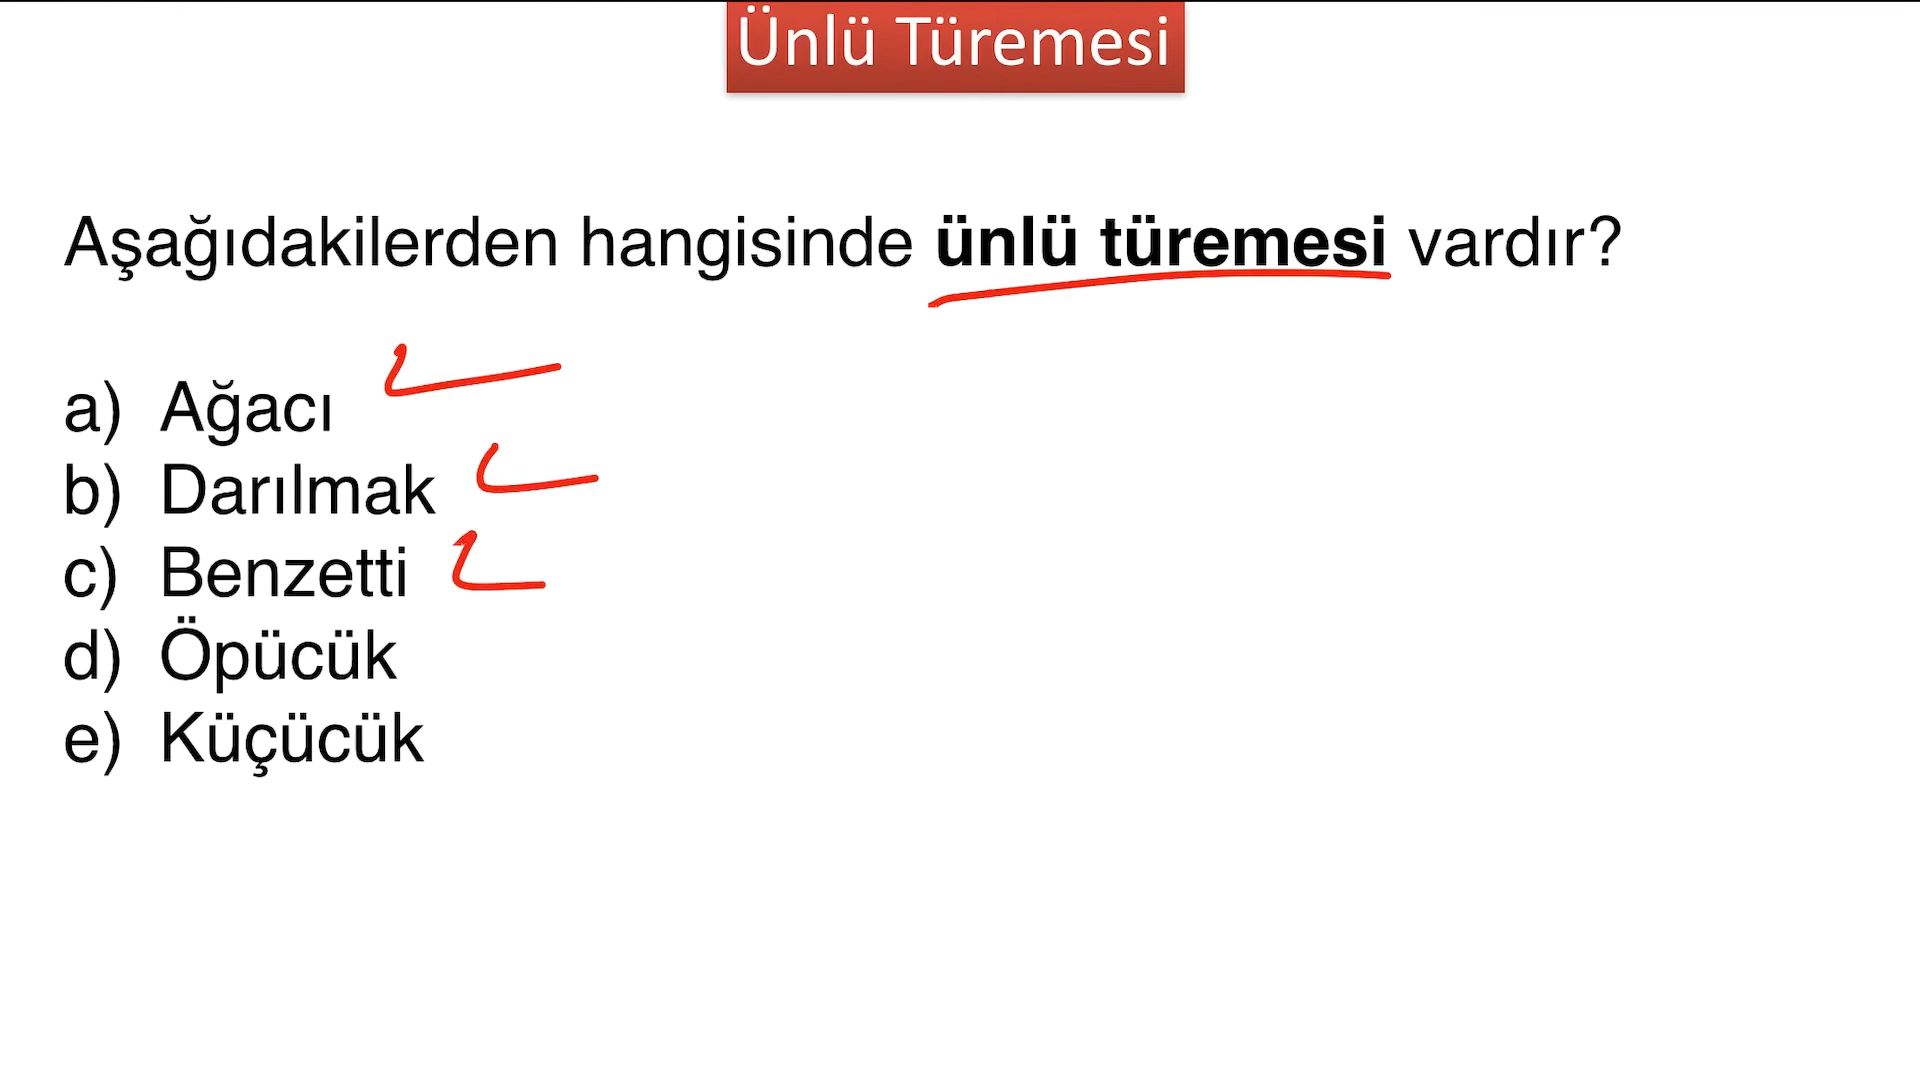 Ünlü Türemesi
Aşağıdakilerden hangisinde ünlü türemesi vardır?
a) Ağacı
b) Darılmak
c) Benzetti
d) Öpücük
e) Küçücük